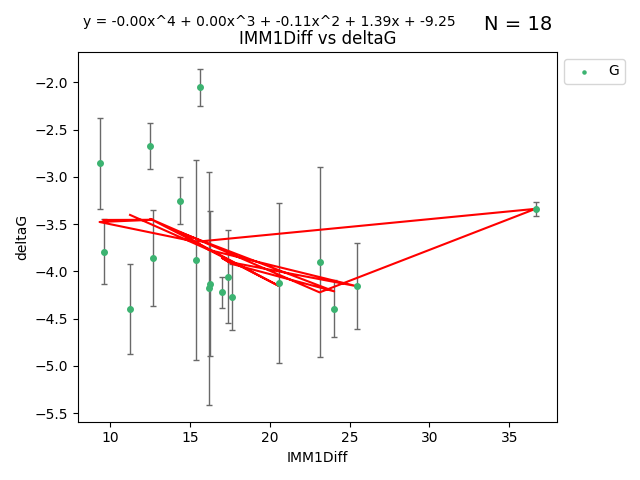 y = -0.00x^4 + 0.00x^3 + -0.11x^2 + 1.39x + -9.25
N = 18
IMM1Diff vs deltaG
G
−2.0
−2.5
−3.0
−3.5
−4.0
−4.5
−5.0
−5.5
deltaG
10 15 20 25 30 35
IMM1Diff